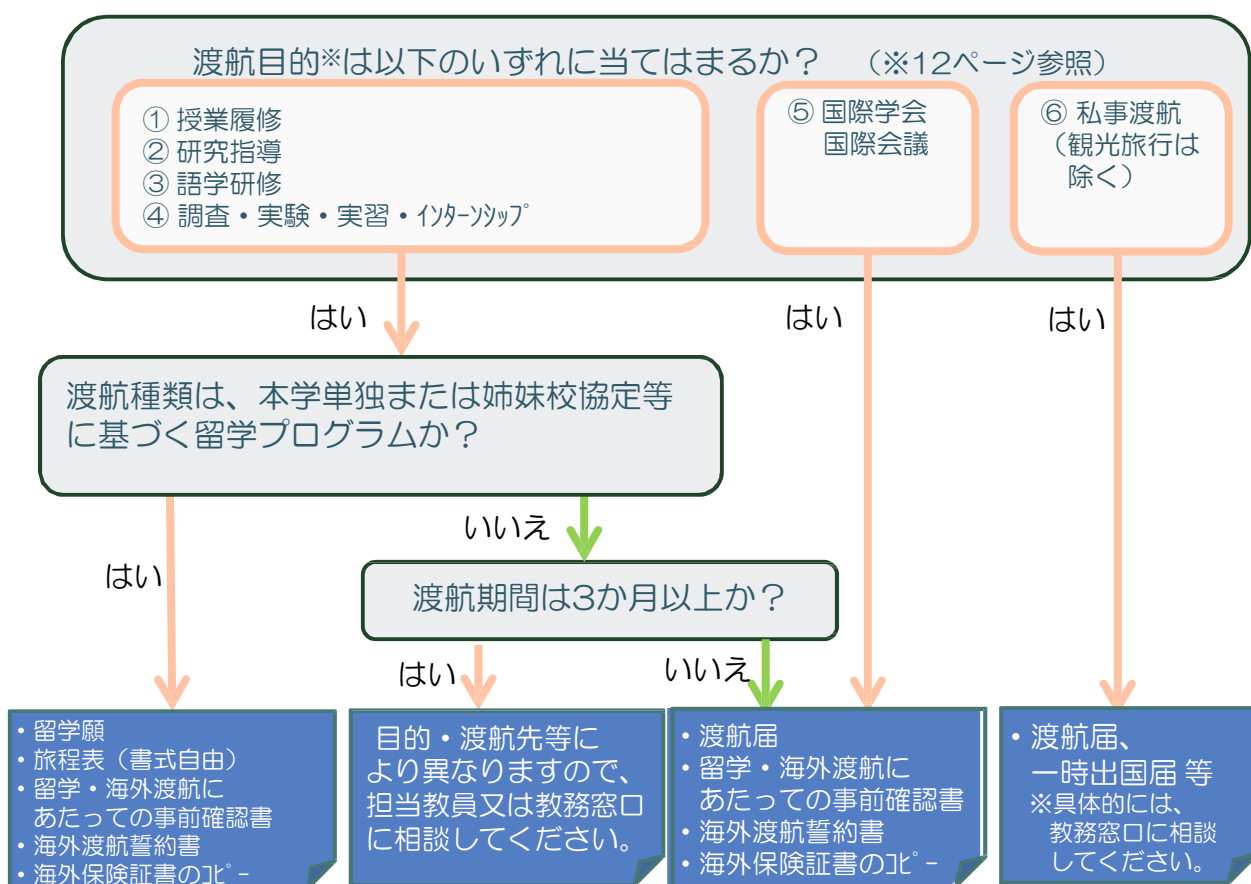 渡航目的※は以下のいずれに当てはまるか？ （※12ページ参照）
① 授業履修
② 研究指導
③ 語学研修
④ 調査・実験・実習・ｲﾝﾀｰﾝｼｯﾌﾟ
⑤ 国際学会
国際会議
⑥ 私事渡航
（観光旅行は
除く）
はい
はい
はい
渡航種類は、本学単独または姉妹校協定等
に基づく留学プログラムか？
はい
いいえ
渡航期間は3か月以上か？
はい
いいえ
・留学願
・旅程表（書式自由）
・留学・海外渡航に
あたっての事前確認書
・海外渡航誓約書
・海外保険証書のｺﾋﾟｰ
目的・渡航先等に
より異なりますので、
担当教員又は教務窓口
に相談してください。
・渡航届
・留学・海外渡航に
あたっての事前確認書
・海外渡航誓約書
・海外保険証書のｺﾋﾟｰ
・渡航届、
一時出国届 等
※具体的には、
教務窓口に相談
してください。